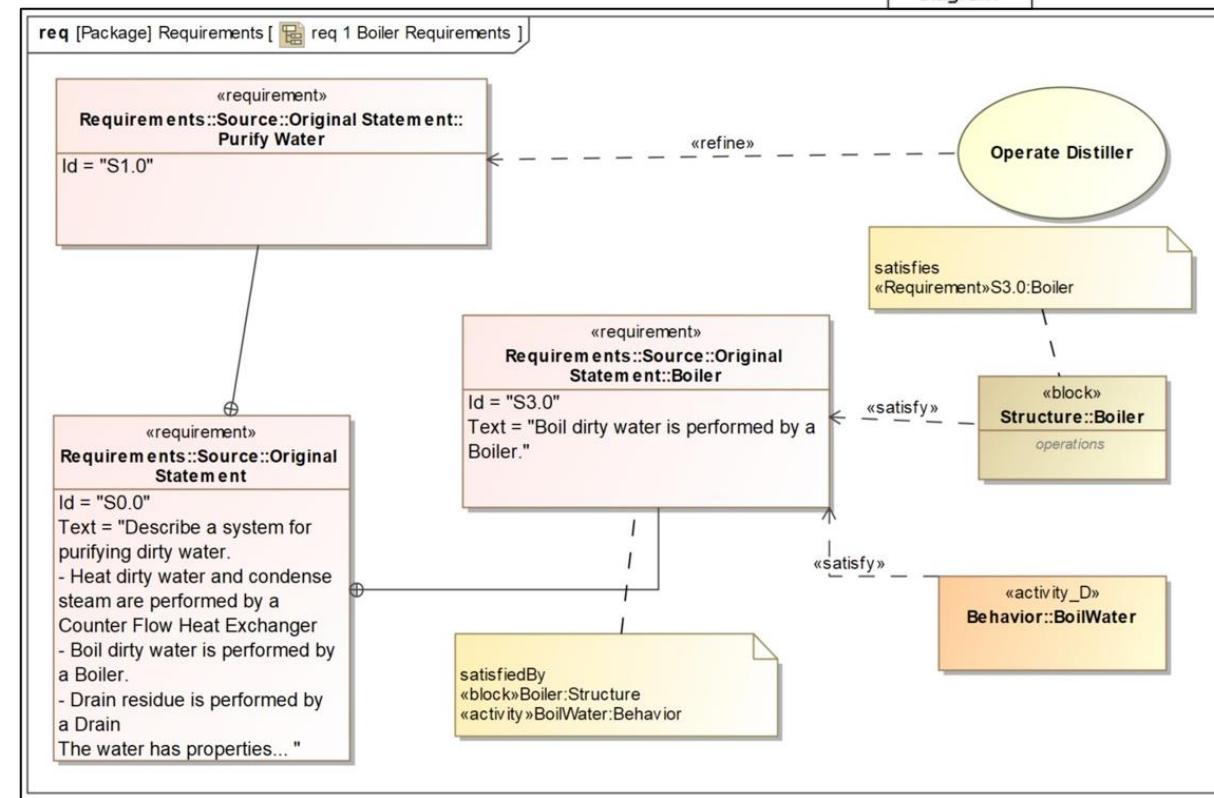 req [Package] Requirements [ req 1 Boiler Requirements ]
«requirement»
Requirements::Source::Original Statement::
Purify Water
Id = "S1.0"
«refine»
Operate Distiller
satisfies
«Requirement»S3.0:Boiler
«requirement»
Requirements::Source::Original
Statement::Boiler
Id = "S3.0"
Text = "Boil dirty water is performed by a
Boiler."
«satisfy»
«block»
Structure::Boiler
operations
«requirement»
Requirements::Source::Original
Statement
Id = "S0.0"
Text = "Describe a system for
purifying dirty water.
- Heat dirty water and condense
steam are performed by a
Counter Flow Heat Exchanger
- Boil dirty water is performed by
a Boiler.
- Drain residue is performed by
a Drain
The water has properties... "
«satisfy»
«activity_D»
Behavior::BoilWater
satisfiedBy
«block»Boiler:Structure
«activity»BoilWater:Behavior